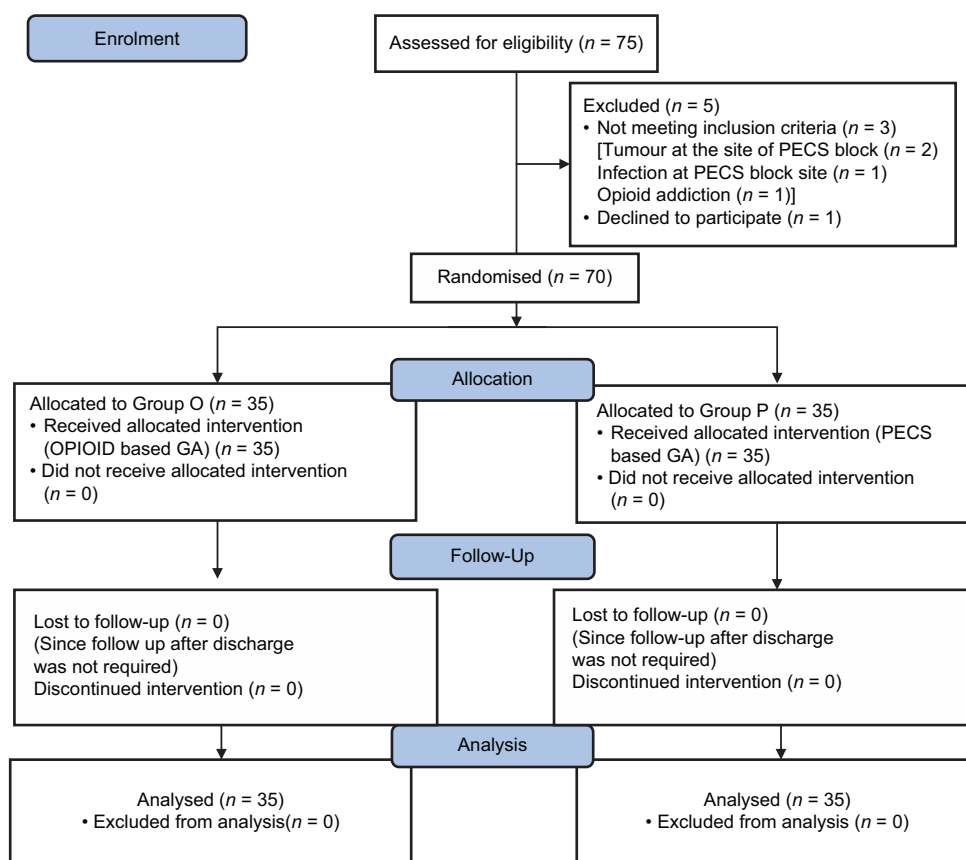 Enrolment
Assessed for eligibility (n = 75)
Excluded (n = 5)
• Not meeting inclusion criteria (n = 3)
[Tumour at the site of PECS block (n = 2)
Infection at PECS block site (n = 1)
Opioid addiction (n = 1)]
• Declined to participate (n = 1)
Randomised (n = 70)
Allocation
Allocated to Group O (n = 35)
• Received allocated intervention
(OPIOID based GA) (n = 35)
• Did not receive allocated intervention
(n = 0)
Allocated to Group P (n = 35)
• Received allocated intervention (PECS
based GA) (n = 35)
• Did not receive allocated intervention
(n = 0)
Follow-Up
Lost to follow-up (n = 0)
(Since follow up after discharge
was not required)
Discontinued intervention (n = 0)
Lost to follow-up (n = 0)
(Since follow-up after discharge
was not required)
Discontinued intervention (n = 0)
Analysis
Analysed (n = 35)
• Excluded from analysis(n = 0)
Analysed (n = 35)
• Excluded from analysis (n = 0)